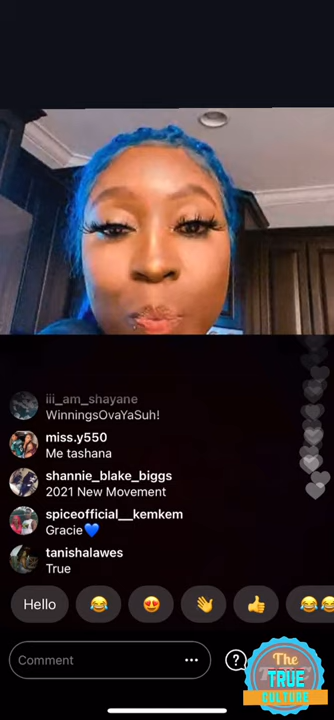 iii_am_shayane
WinningsOvaYaSuh!
miss.y550
Me tashana
shannie_blake_biggs
2021 New Movement
spiceofficial__kemkem
Gracie💙
tanishalawes
True
Hello
Comment
The
TRUE
CULTURE